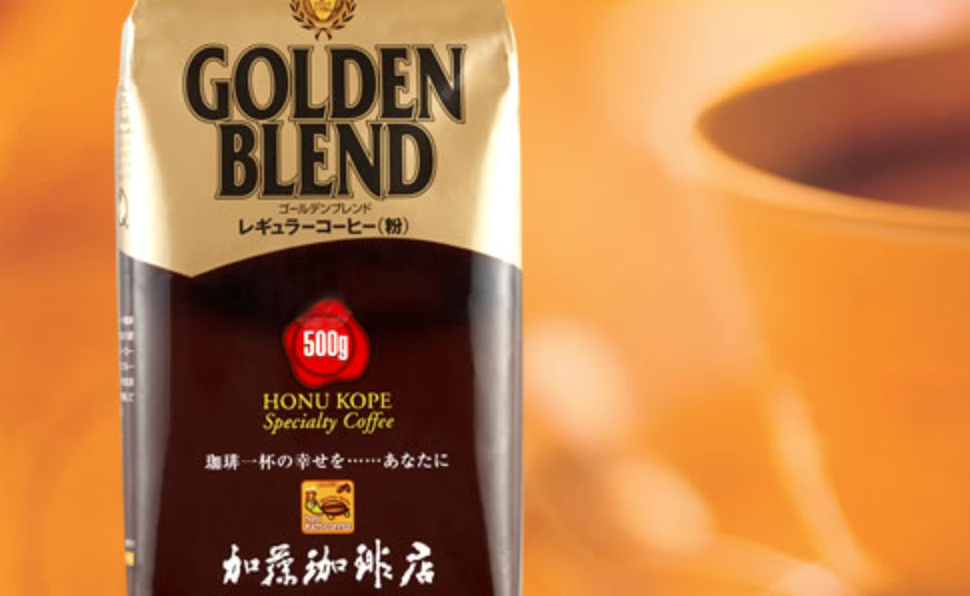 GOLDEN
BLEND
ゴールデンブレンド
レギュラーコーヒー(粉)
500g
HONU KOPE
Specialty Coffee
珈琲一杯の幸せを……あなたに
加藤珈琲店